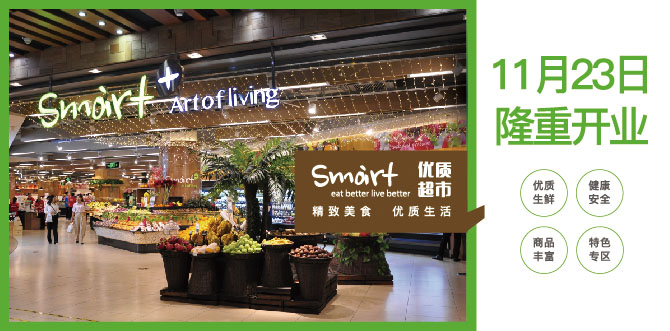 smart+
Art of living
smart 优质
超市
eat better live better
精致美食 优质生活
11月23日
隆重开业
优质
生鲜
健康
安全
商品
丰富
特色
专区